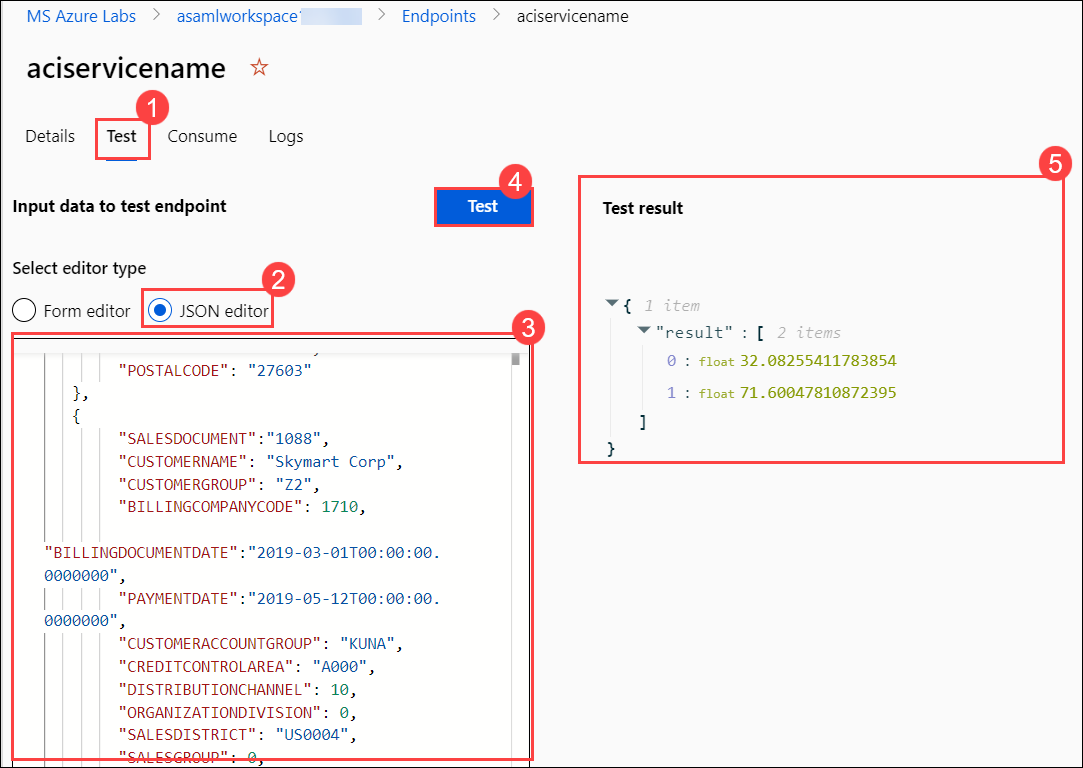 MS Azure Labs > asamlworkspace > Endpoints > aciservicename
aciservicename
1
Details Test Consume Logs
4
Input data to test endpoint
Test
Select editor type
2
Form editor JSON editor
3
"POSTALCODE": "27603"
},
{
"SALESDOCUMENT":"1088",
"CUSTOMERNAME": "Skymart Corp",
"CUSTOMERGROUP": "Z2",
"BILLINGCOMPANYCODE": 1710,
"BILLINGDOCUMENTDATE":"2019-03-01T00:00:00.
0000000",
"PAYMENTDATE":"2019-05-12T00:00:00.
0000000",
"CUSTOMERACCOUNTGROUP": "KUNA",
"CREDITCONTROLAREA": "A000",
"DISTRIBUTIONCHANNEL": 10,
"ORGANIZATIONDIVISION": 0,
"SALESDISTRICT": "US0004",
"SALESGROUP": 0,
5
Test result
{ 1 item
"result" : [ 2 items
0 : float 32.08255411783854
1 : float 71.60047810872395
]
}